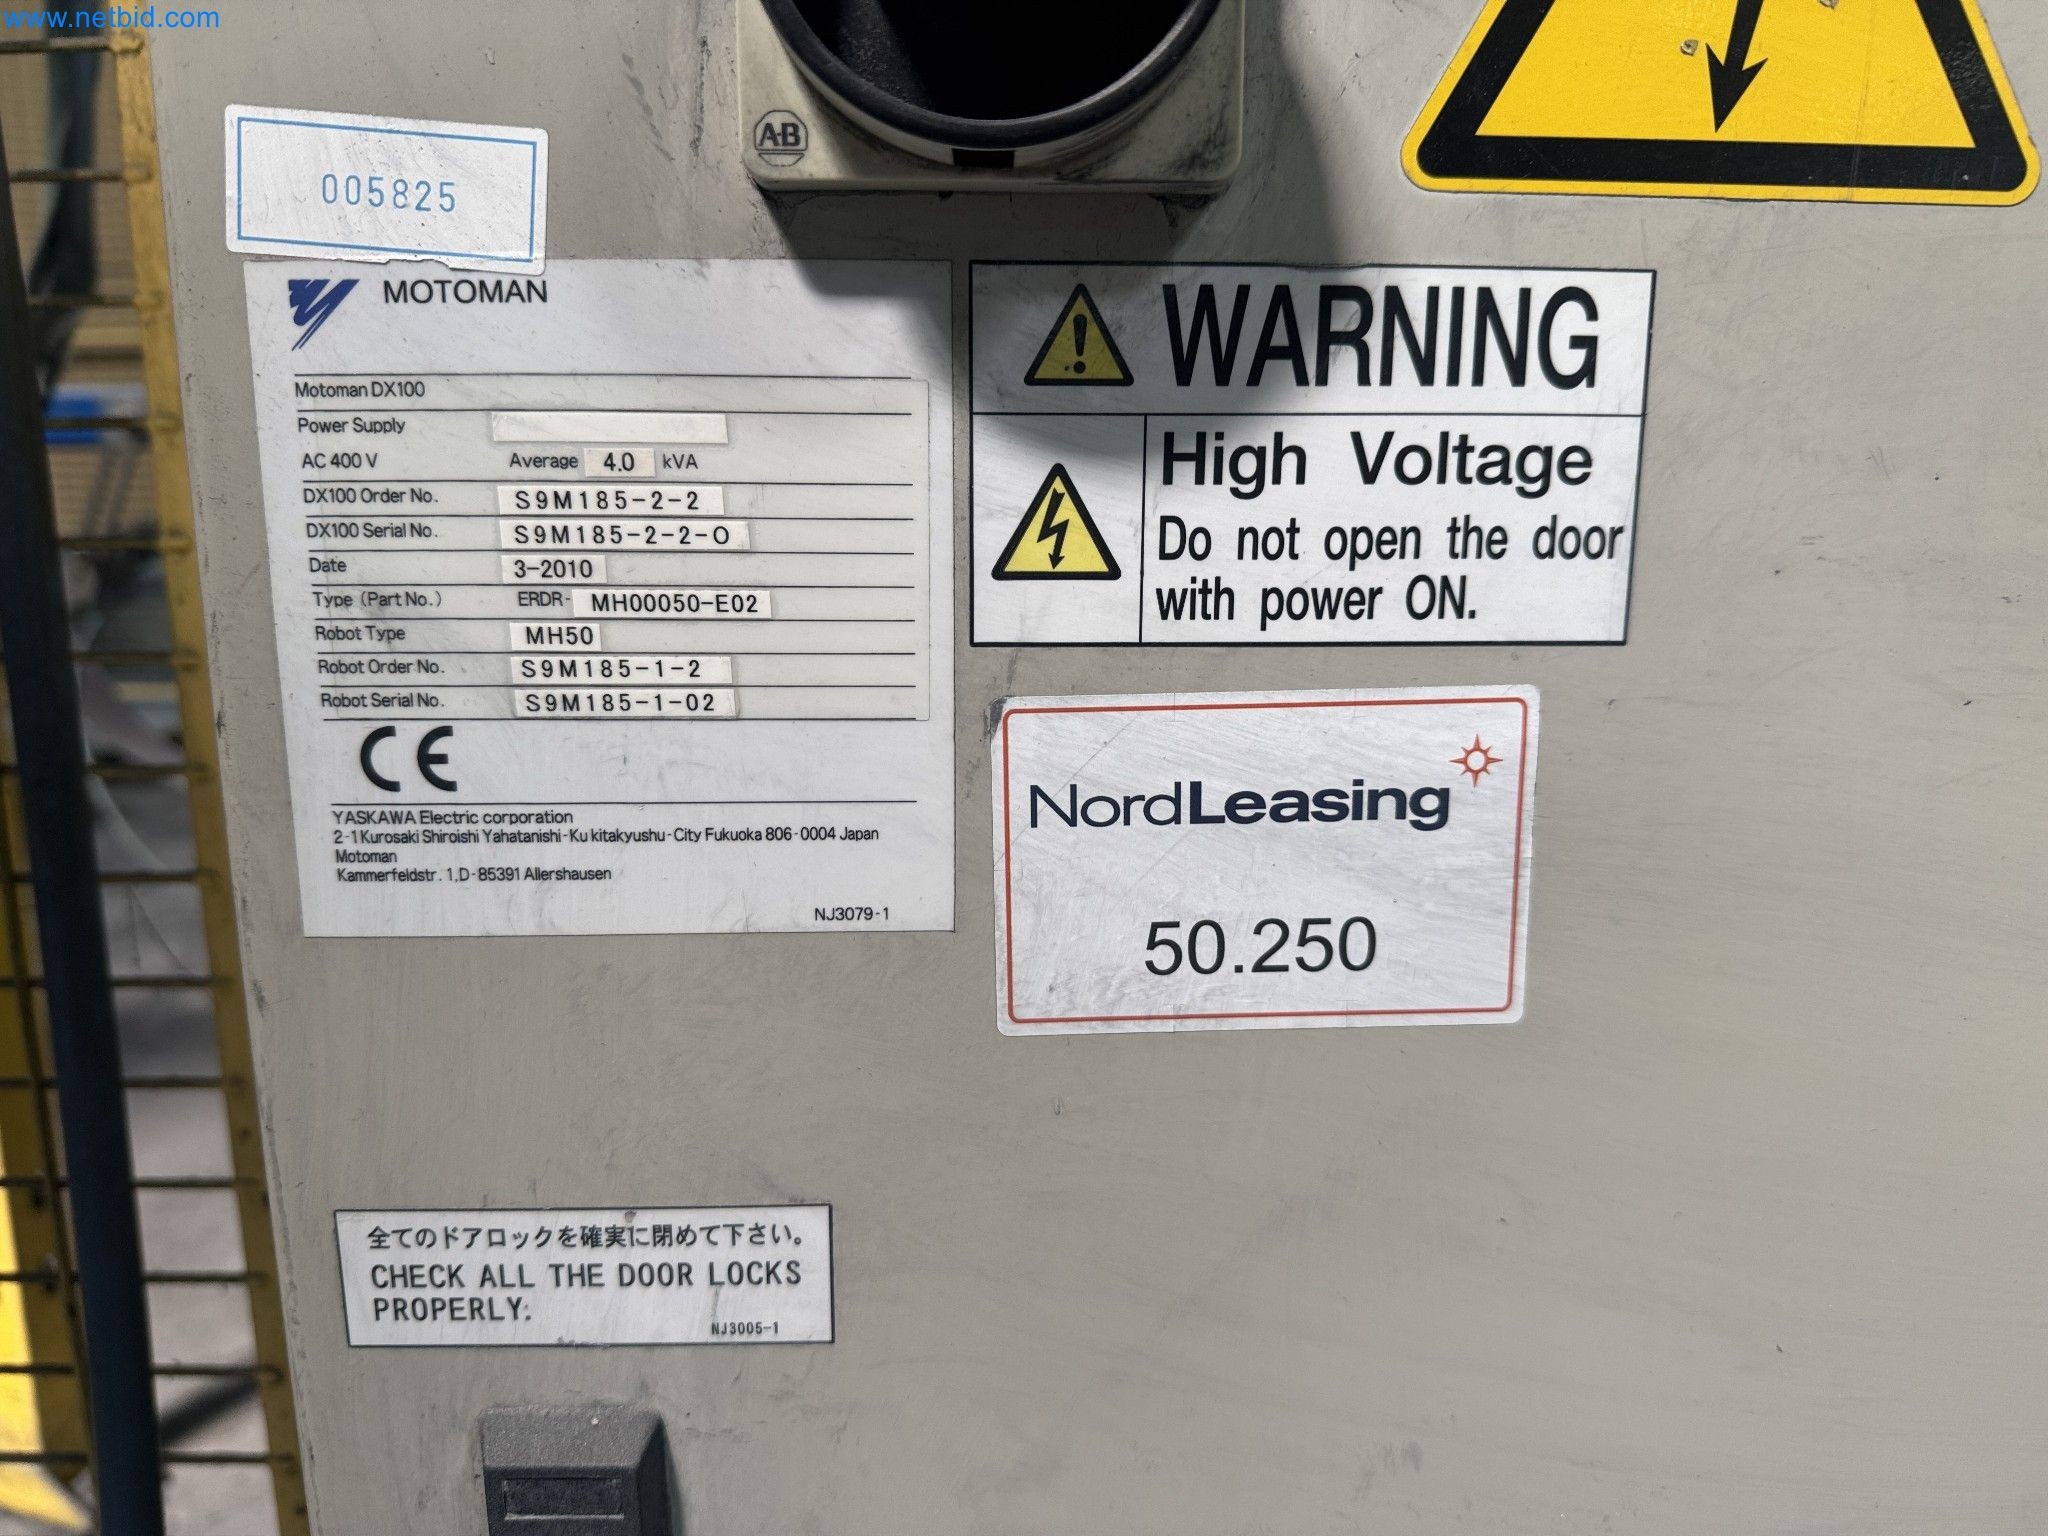 www.netbid.com
A-B
005825
MOTOMAN
Motoman DX100
Power Supply
AC 400 V Average 4.0 kVA
DX100 Order No. S9M185-2-2
DX100 Serial No. S9M185-2-2-0
Date 3-2010
Type (Part No.) ERDR- MH00050-E02
Robot Type MH50
Robot Order No. S9M185-1-2
Robot Serial No. S9M185-1-02
CE
YASKAWA Electric corporation
2-1 Kurosaki Shiroishi Yahatanishi-Ku kitakyushu-City Fukuoka 806-0004 Japan
Motoman
Kammerfeldstr. 1,D-85391 Allershausen
NJ3079-1
WARNING
High Voltage
Do not open the door
with power ON.
NordLeasing
50.250
全てのドアロックを確実に閉めて下さい。
CHECK ALL THE DOOR LOCKS
PROPERLY.
NJ3005-1